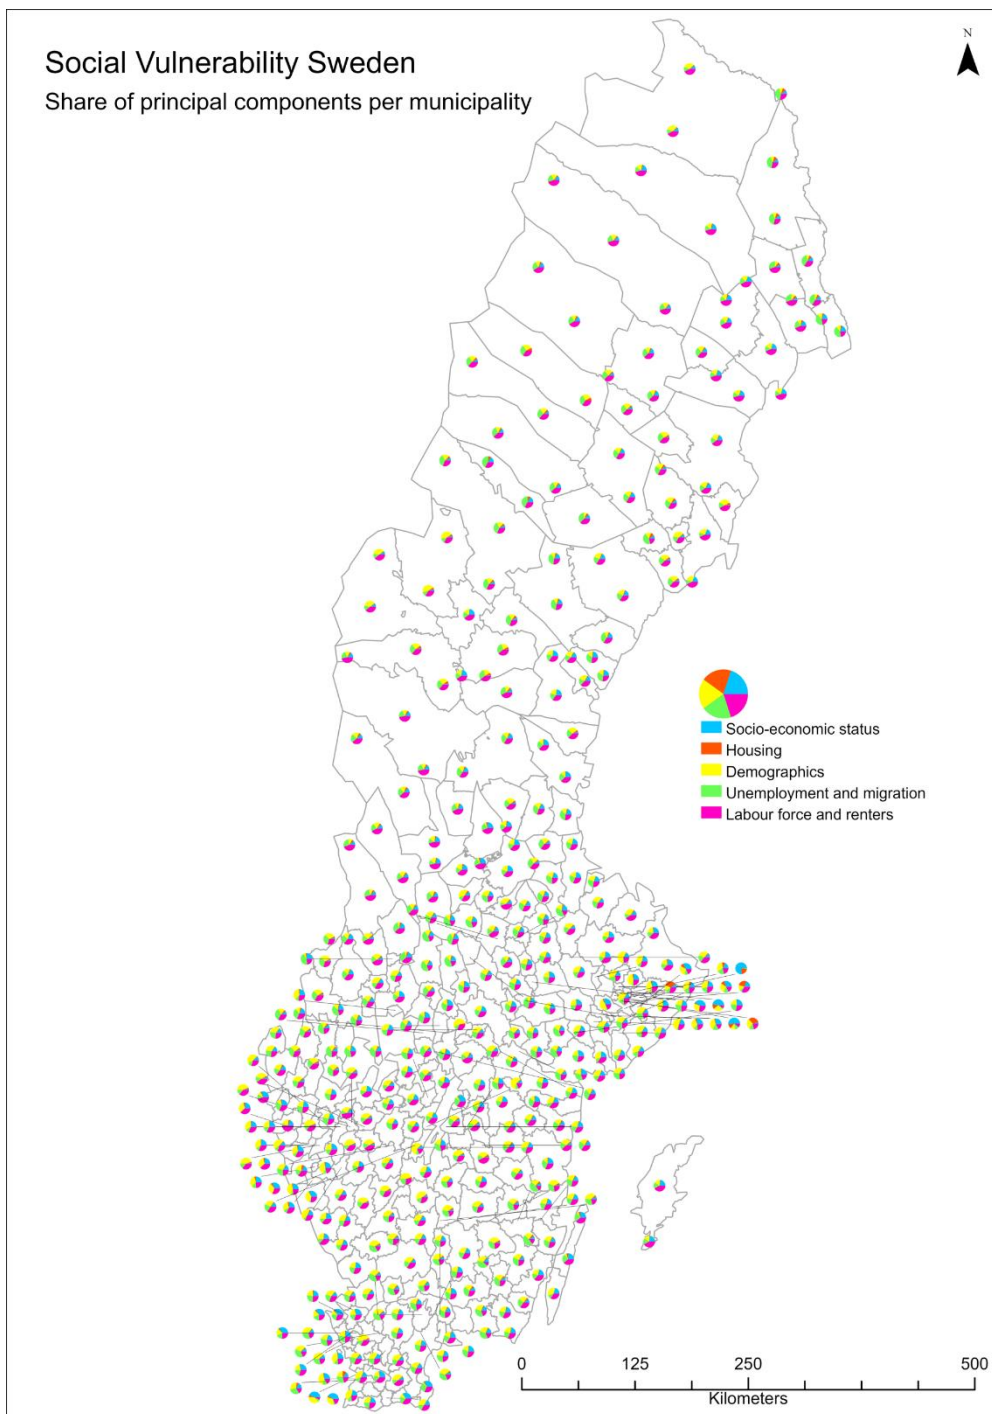 Social Vulnerability Sweden
Share of principal components per municipality
N
Socio-economic status
Housing
Demographics
Unemployment and migration
Labour force and renters
0 125 250 500
Kilometers